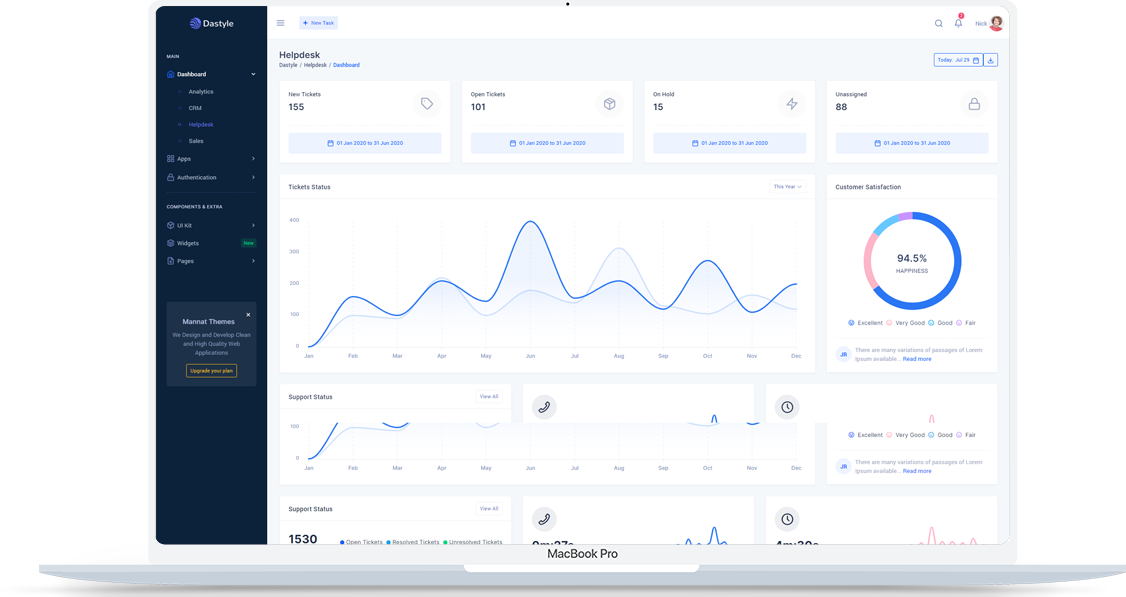 Dastyle
+ New Task
2
Nick
MAIN
Dashboard
Analytics
CRM
Helpdesk
Sales
Apps
Authentication
COMPONENTS & EXTRA
UI Kit
Widgets New
Pages
Mannat Themes
We Design and Develop Clean
and High Quality Web
Applications
Upgrade your plan
Helpdesk
Dastyle / Helpdesk / Dashboard
Today: Jul 29
New Tickets
155
01 Jan 2020 to 31 Jun 2020
Open Tickets
101
01 Jan 2020 to 31 Jun 2020
On Hold
15
01 Jan 2020 to 31 Jun 2020
Unassigned
88
01 Jan 2020 to 31 Jun 2020
Tickets Status
This Year
400
300
200
100
0
Jan Feb Mar Apr May Jun Jul Aug Sep Oct Nov Dec
Customer Satisfaction
94.5%
HAPPINESS
Excellent Very Good Good Fair
JR
There are many variations of passages of Lorem
Ipsum available... Read more
Support Status
View All
100
0
Jan Feb Mar Apr May Jun Jul Aug Sep Oct Nov Dec
Excellent Very Good Good Fair
JR
There are many variations of passages of Lorem
Ipsum available... Read more
Support Status
View All
1530
Open Tickets Resolved Tickets Unresolved Tickets
MacBook Pro